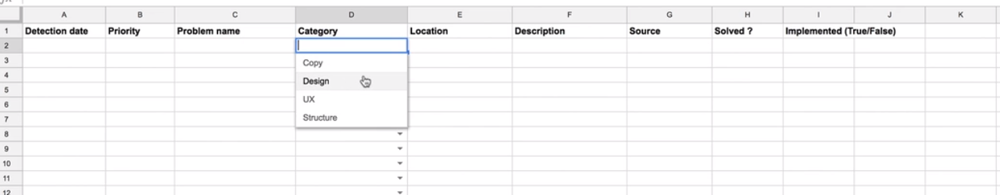 A B C D E F G H I J K
1 Detection date Priority Problem name Category Location Description Source Solved ? Implemented (True/False)
2
3 Copy
4 Design
5 UX
6
7 Structure
8
9
10
11
12